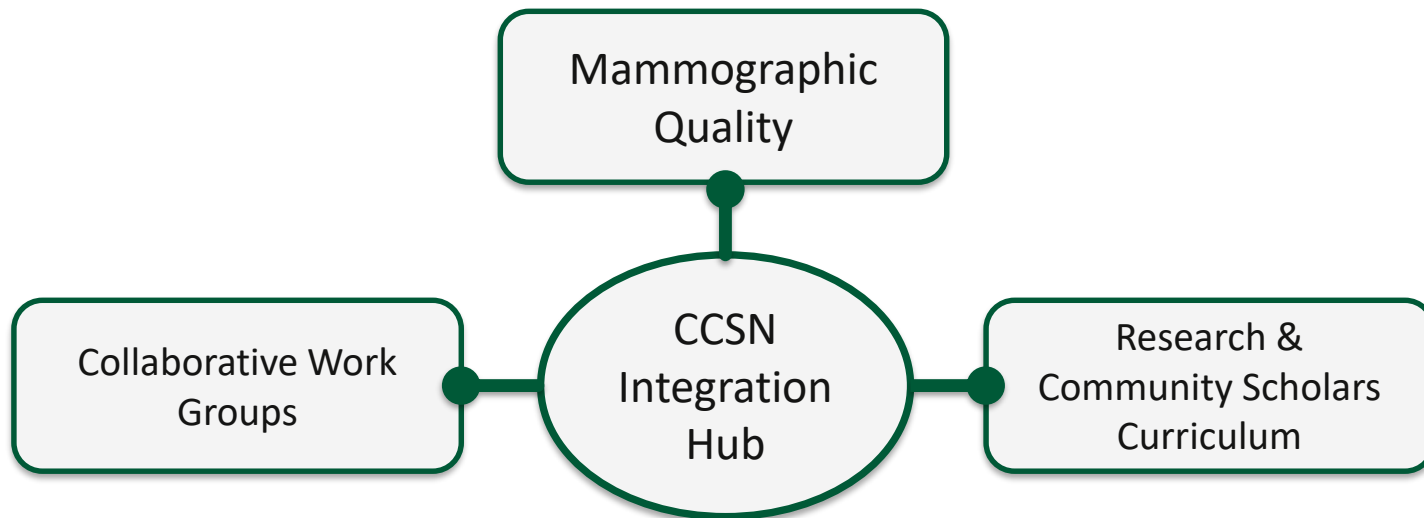 Mammographic
Quality
Collaborative Work
Groups
CCSN
Integration
Hub
Research &
Community Scholars
Curriculum